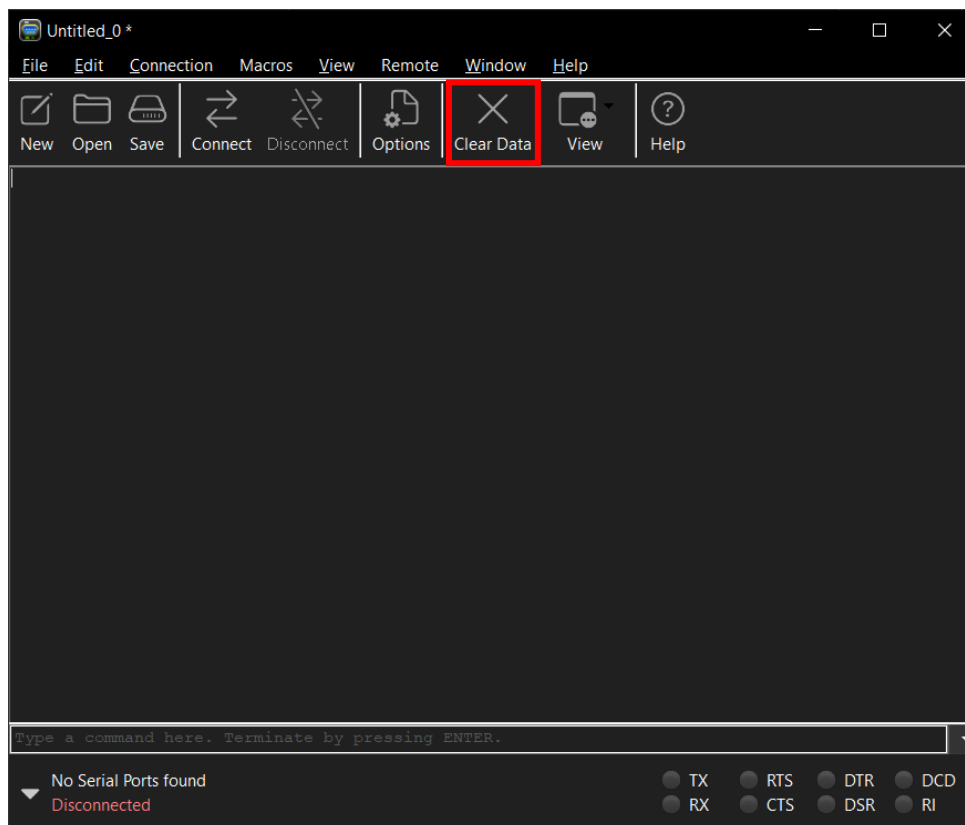 Untitled_0 *
File Edit Connection Macros View Remote Window Help
New Open Save Connect Disconnect Options Clear Data View Help
Type a command here. Terminate by pressing ENTER.
No Serial Ports found
Disconnected
TX RTS DTR DCD
RX CTS DSR RI